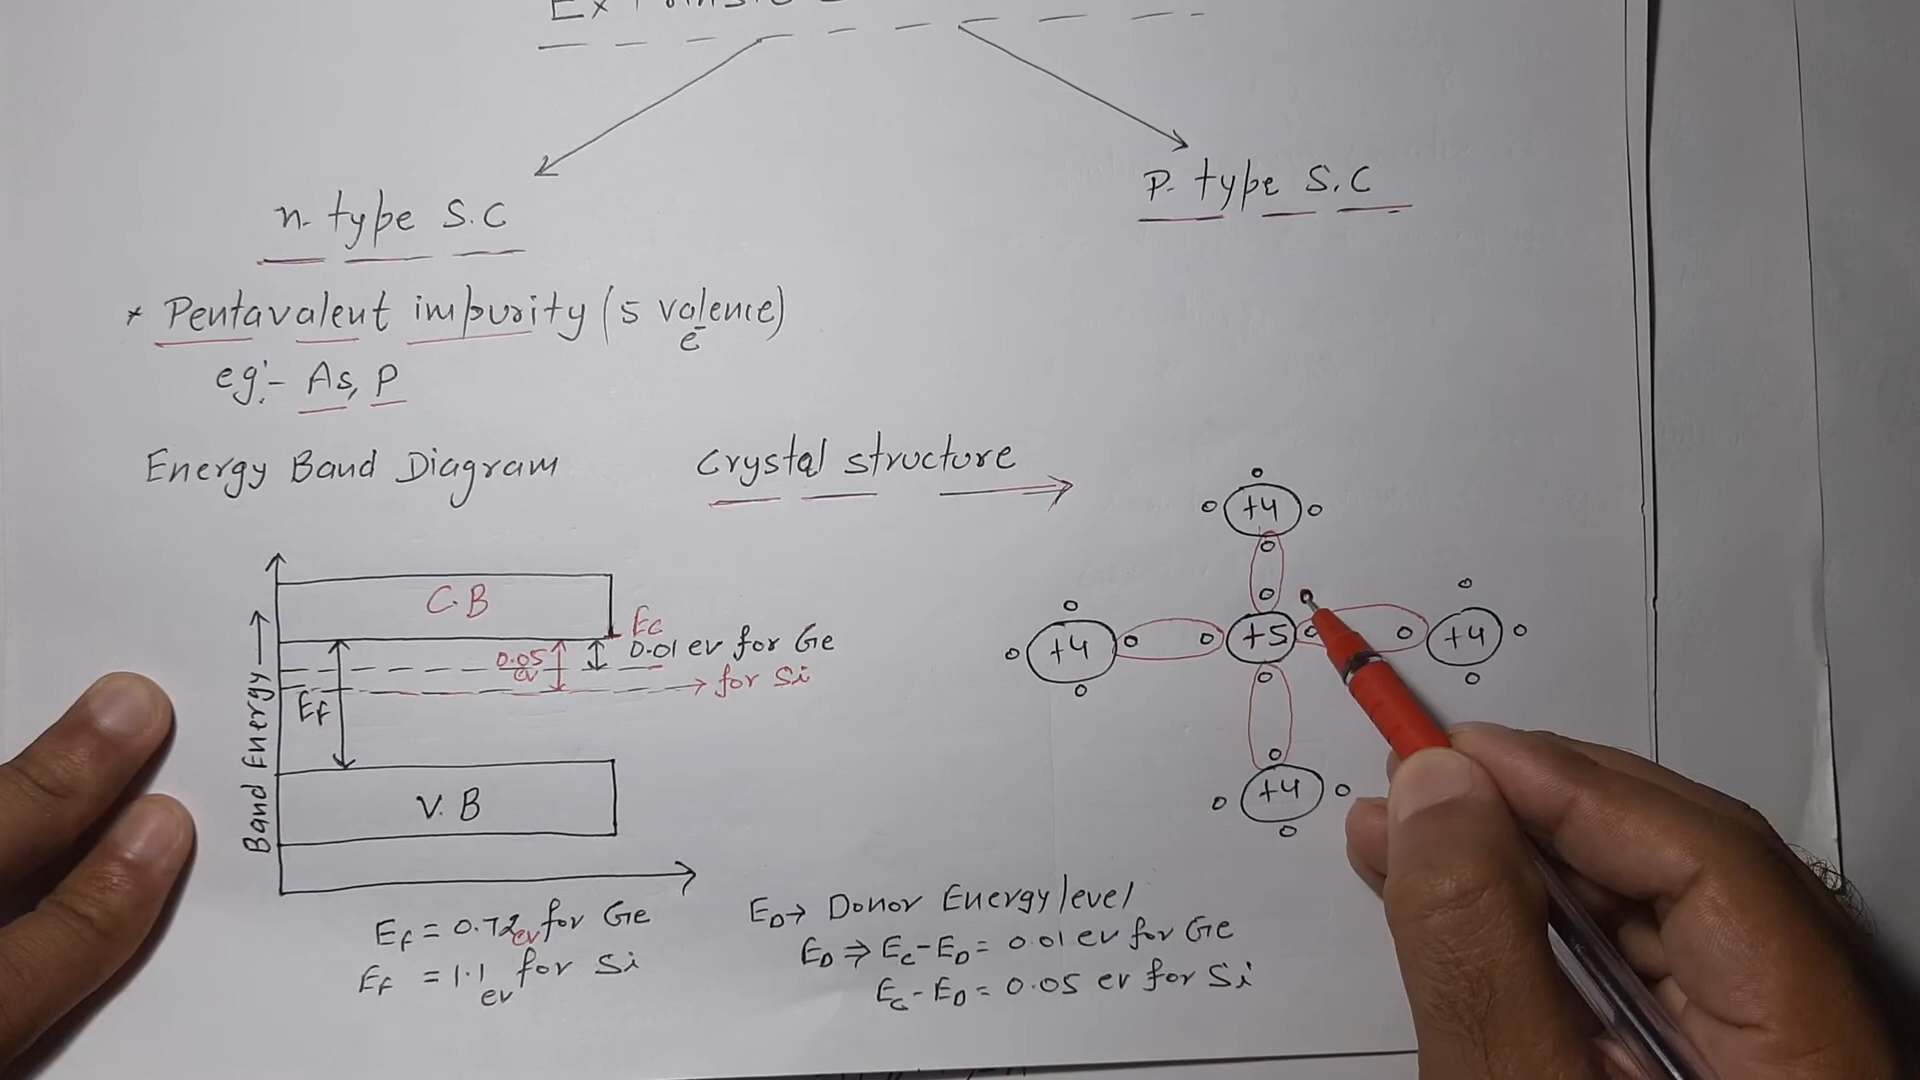 n- type S.C
P- type S.C
* Pentavalent impurity (5 valence)
e-
eg:- As, P
Energy Band Diagram
Crystal structure
C.B
Ec
0.01 ev for Ge
0.05
ev
for Si
Ef
V.B
Band Energy
+4
+4
+5
+4
+4
Ef = 0.72 ev for Ge
Ef = 1.1 ev for Si
ED→ Donor Energy level
ED ⇒ Ec-ED = 0.01 ev for Ge
Ec-ED = 0.05 ev for Si